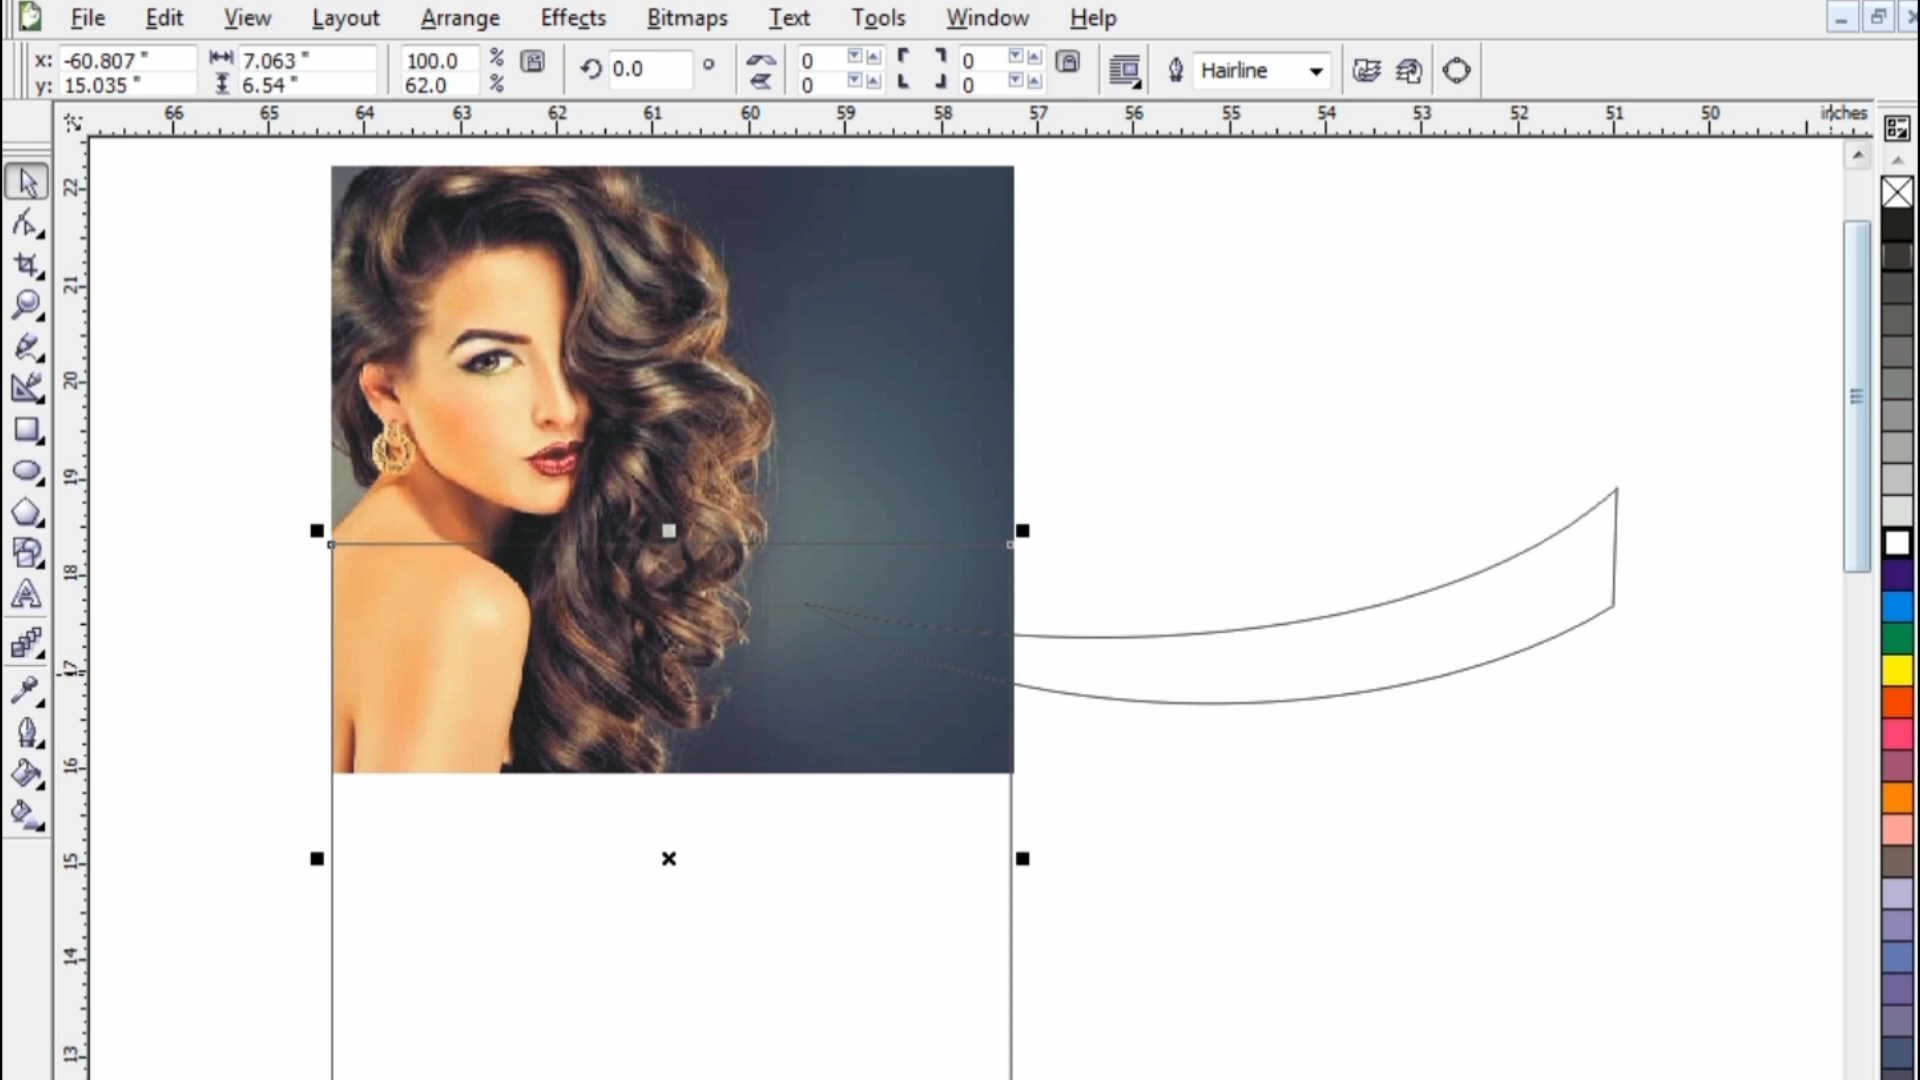 File Edit View Layout Arrange Effects Bitmaps Text Tools Window Help
x: -60.807 " 7.063 " 100.0 % 0.0 ° 0 0 Hairline
y: 15.035 " 6.54 " 62.0 % 0 0
66 65 64 63 62 61 60 59 58 57 56 55 54 53 52 51 50 inches
22
21
20
19
18
17
16
15
14
13